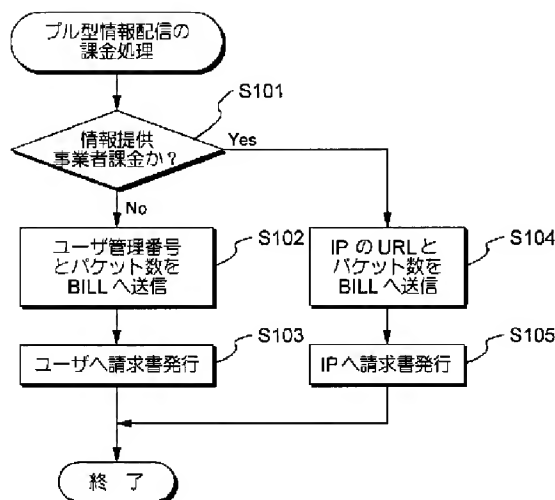 プル型情報配信の
課金処理
S101
情報提供
事業者課金か？
Yes
No
ユーザ管理番号
とパケット数を
BILLへ送信
S102
IPのURLと
パケット数を
BILLへ送信
S104
ユーザへ請求書発行
S103
IPへ請求書発行
S105
終 了